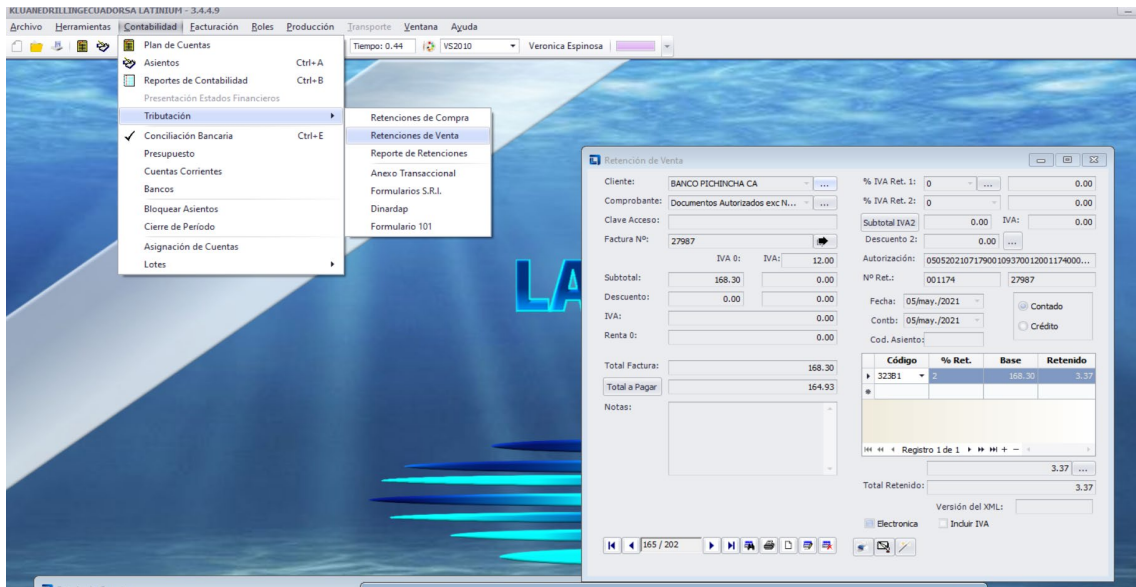 KLUANEDRILLINGECUADORSA LATINIUM - 3.4.4.9
Archivo Herramientas Contabilidad Facturación Roles Producción Transporte Ventana Ayuda
Tiempo: 0.44 VS2010 Veronica Espinosa
Plan de Cuentas
Asientos Ctrl+A
Reportes de Contabilidad Ctrl+B
Presentación Estados Financieros
Tributación
Conciliación Bancaria Ctrl+E
Presupuesto
Cuentas Corrientes
Bancos
Bloquear Asientos
Cierre de Período
Asignación de Cuentas
Lotes
Retenciones de Compra
Retenciones de Venta
Reporte de Retenciones
Anexo Transaccional
Formularios S.R.I.
Dinardap
Formulario 101
LA
Retención de Venta
Cliente: BANCO PICHINCHA CA ...
Comprobante: Documentos Autorizados exc N... ...
Clave Acceso:
Factura Nº: 27987
IVA 0: IVA: 12.00
Subtotal: 168.30 0.00
Descuento: 0.00 0.00
IVA: 0.00
Renta 0: 0.00
Total Factura: 168.30
Total a Pagar 164.93
Notas:
165 / 202
% IVA Ret. 1: 0 ... 0.00
% IVA Ret. 2: 0 0.00
Subtotal IVA2 0.00 IVA: 0.00
Descuento 2: 0.00 ...
Autorización: 050520210717900109370012001174000...
Nº Ret.: 001174 27987
Fecha: 05/may./2021
Contb: 05/may./2021
Cod. Asiento:
Contado
Crédito
Código % Ret. Base Retenido
323B1 2 168.30 3.37
Registro 1 de 1
3.37 ...
Total Retenido: 3.37
Versión del XML:
Electronica Incluir IVA